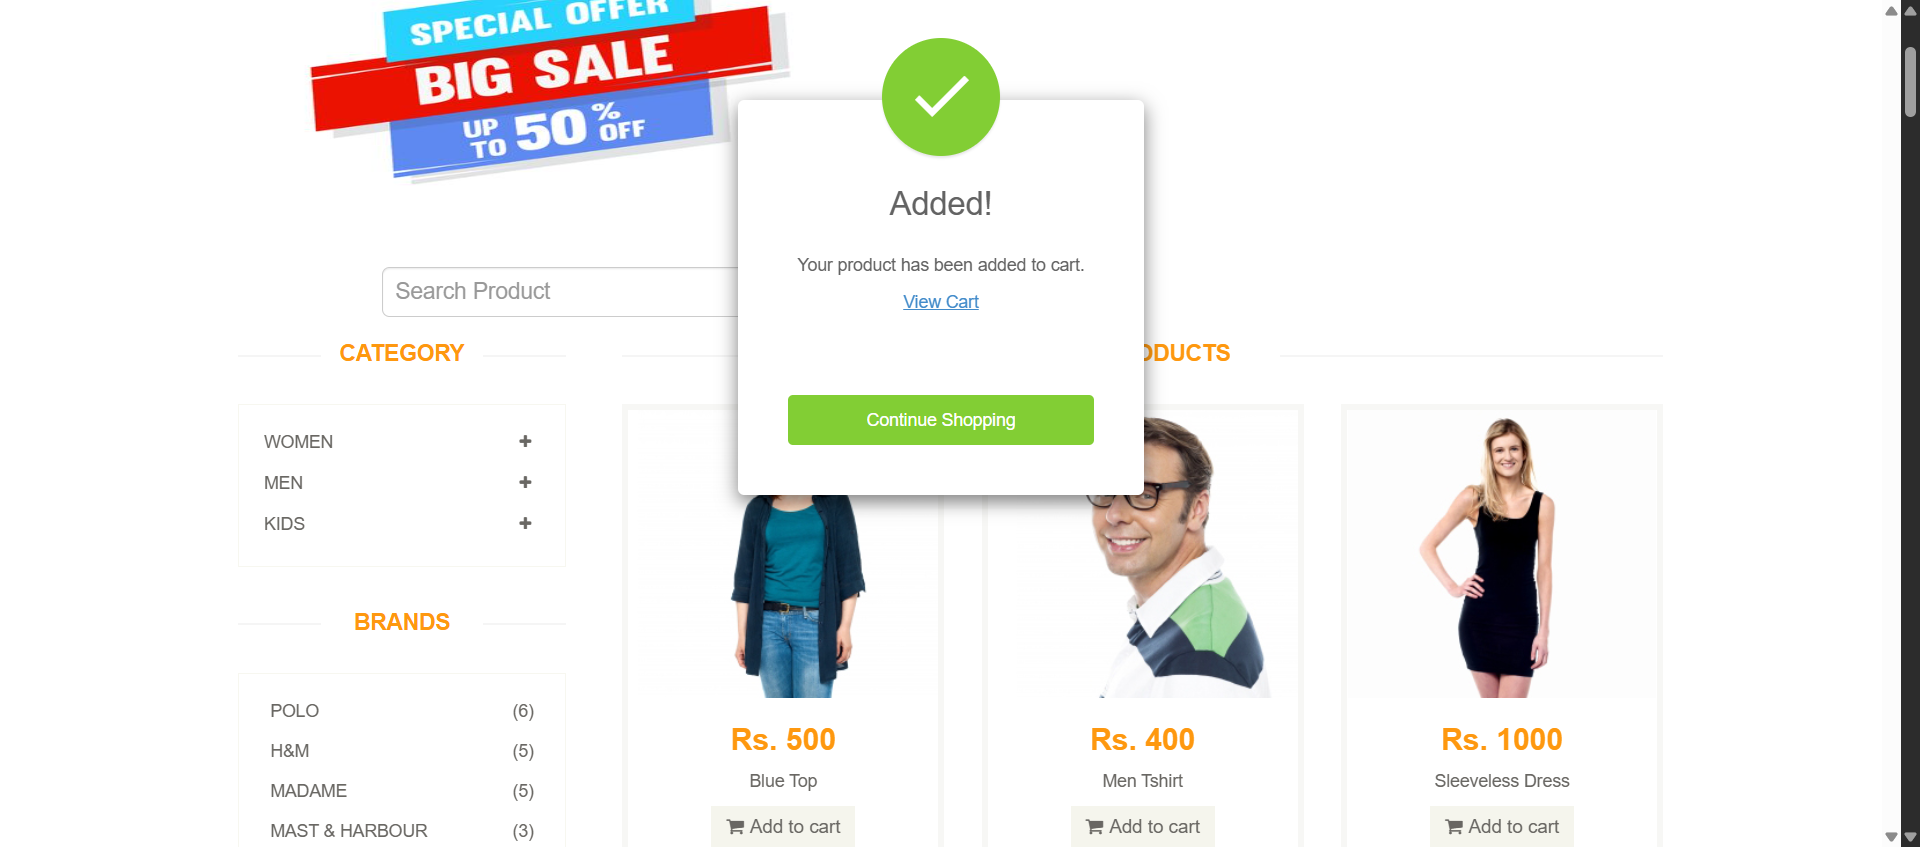 SPECIAL OFFER
BIG SALE
UP TO 50% OFF
Added!
Your product has been added to cart.
View Cart
Continue Shopping
Search Product
CATEGORY
WOMEN
MEN
KIDS
BRANDS
POLO (6)
H&M (5)
MADAME (5)
MAST & HARBOUR (3)
ODUCTS
Rs. 500
Blue Top
Add to cart
Rs. 400
Men Tshirt
Add to cart
Rs. 1000
Sleeveless Dress
Add to cart